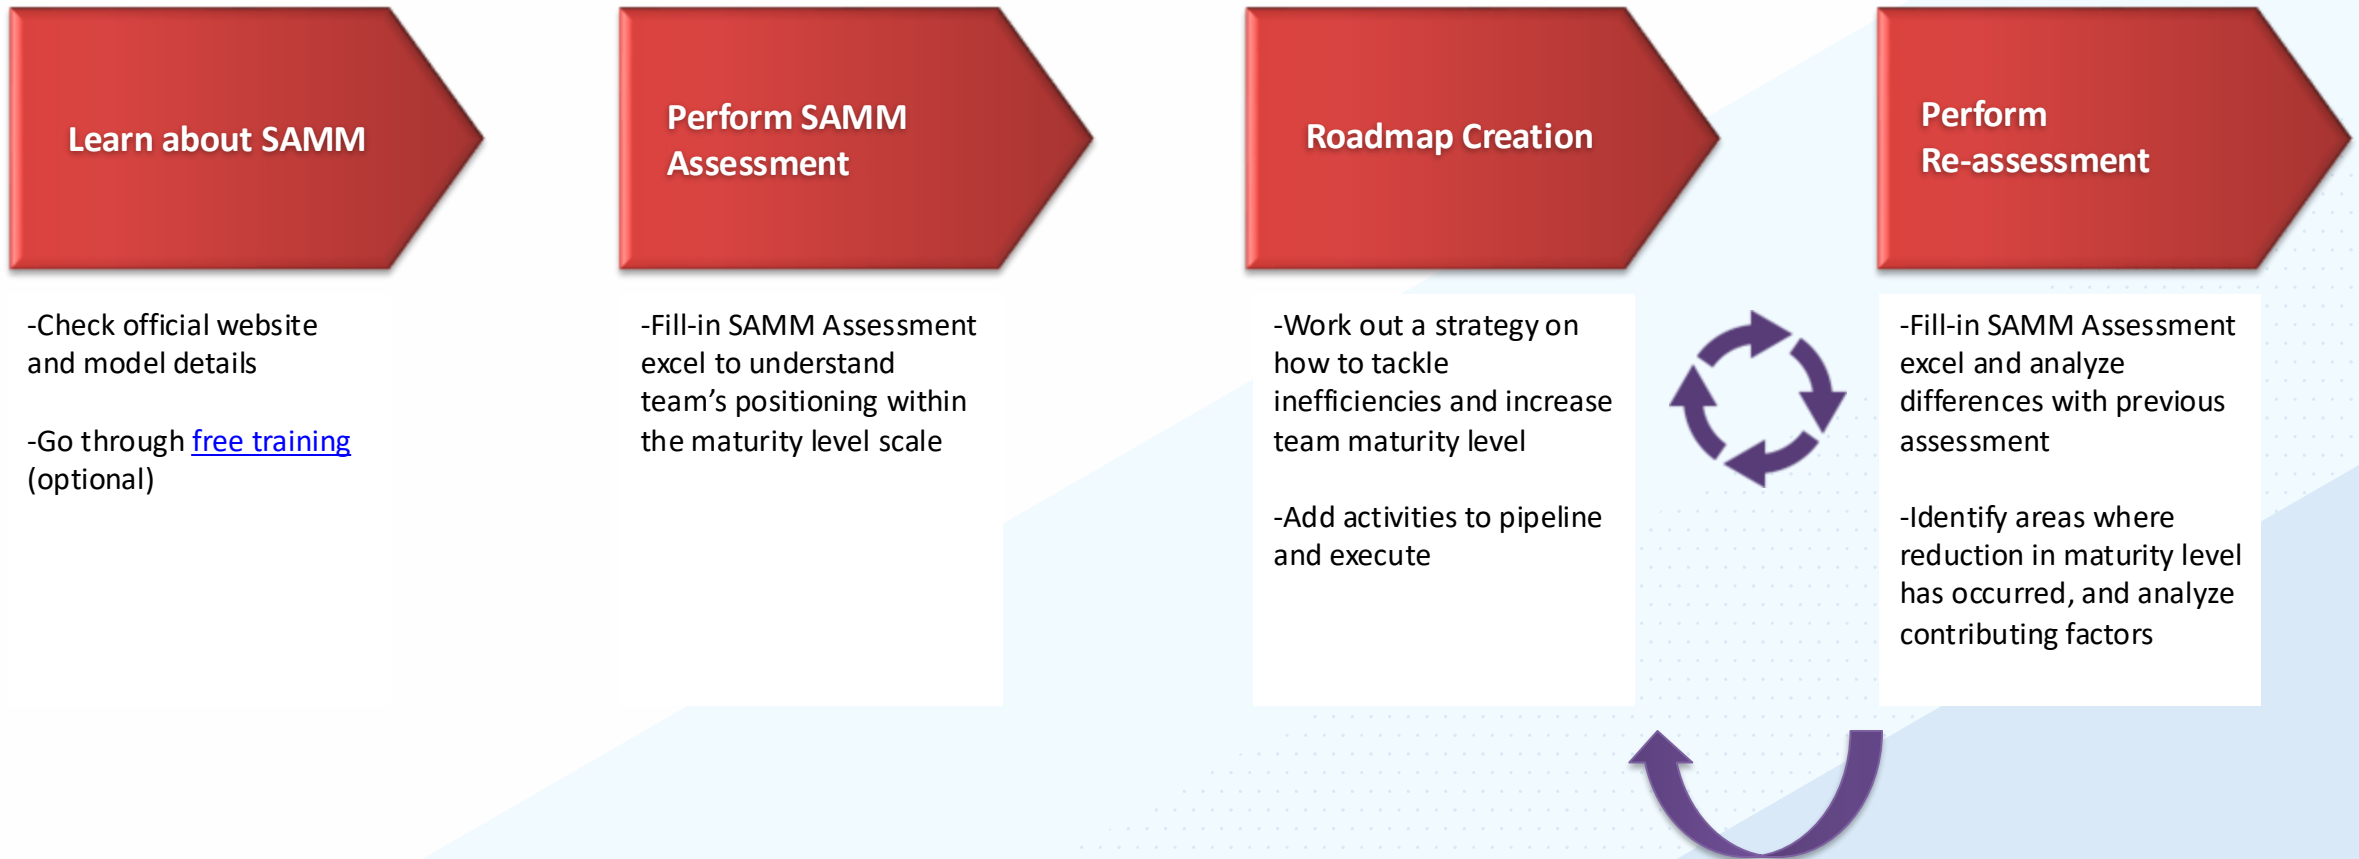 Learn about SAMM
-Check official website
and model details
-Go through free training
(optional)
Perform SAMM
Assessment
-Fill-in SAMM Assessment
excel to understand
team’s positioning within
the maturity level scale
Roadmap Creation
-Work out a strategy on
how to tackle
inefficiencies and increase
team maturity level
-Add activities to pipeline
and execute
Perform
Re-assessment
-Fill-in SAMM Assessment
excel and analyze
differences with previous
assessment
-Identify areas where
reduction in maturity level
has occurred, and analyze
contributing factors